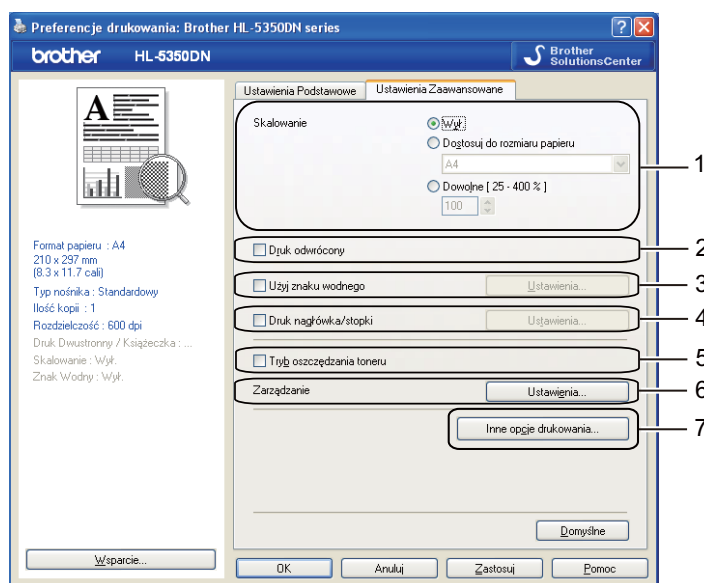 Preferencje drukowania: Brother HL-5350DN series
brother HL-5350DN
Brother
SolutionsCenter
Ustawienia Podstawowe
Ustawienia Zaawansowane
Skalowanie
Wył.
Dostosuj do rozmiaru papieru
A4
Dowolne [ 25 - 400 % ]
100
1
Druk odwrócony
2
Użyj znaku wodnego
Ustawienia...
3
Druk nagłówka/stopki
Ustawienia...
4
Tryb oszczędzania toneru
5
Zarządzanie
Ustawienia...
6
Inne opcje drukowania...
7
A
Format papieru : A4
210 x 297 mm
(8.3 x 11.7 cali)
Typ nośnika : Standardowy
Ilość kopii : 1
Rozdzielczość : 600 dpi
Druk Dwustronny / Książeczka : ...
Skalowanie : Wył.
Znak Wodny : Wył.
Domyślne
Wsparcie...
OK
Anuluj
Zastosuj
Pomoc